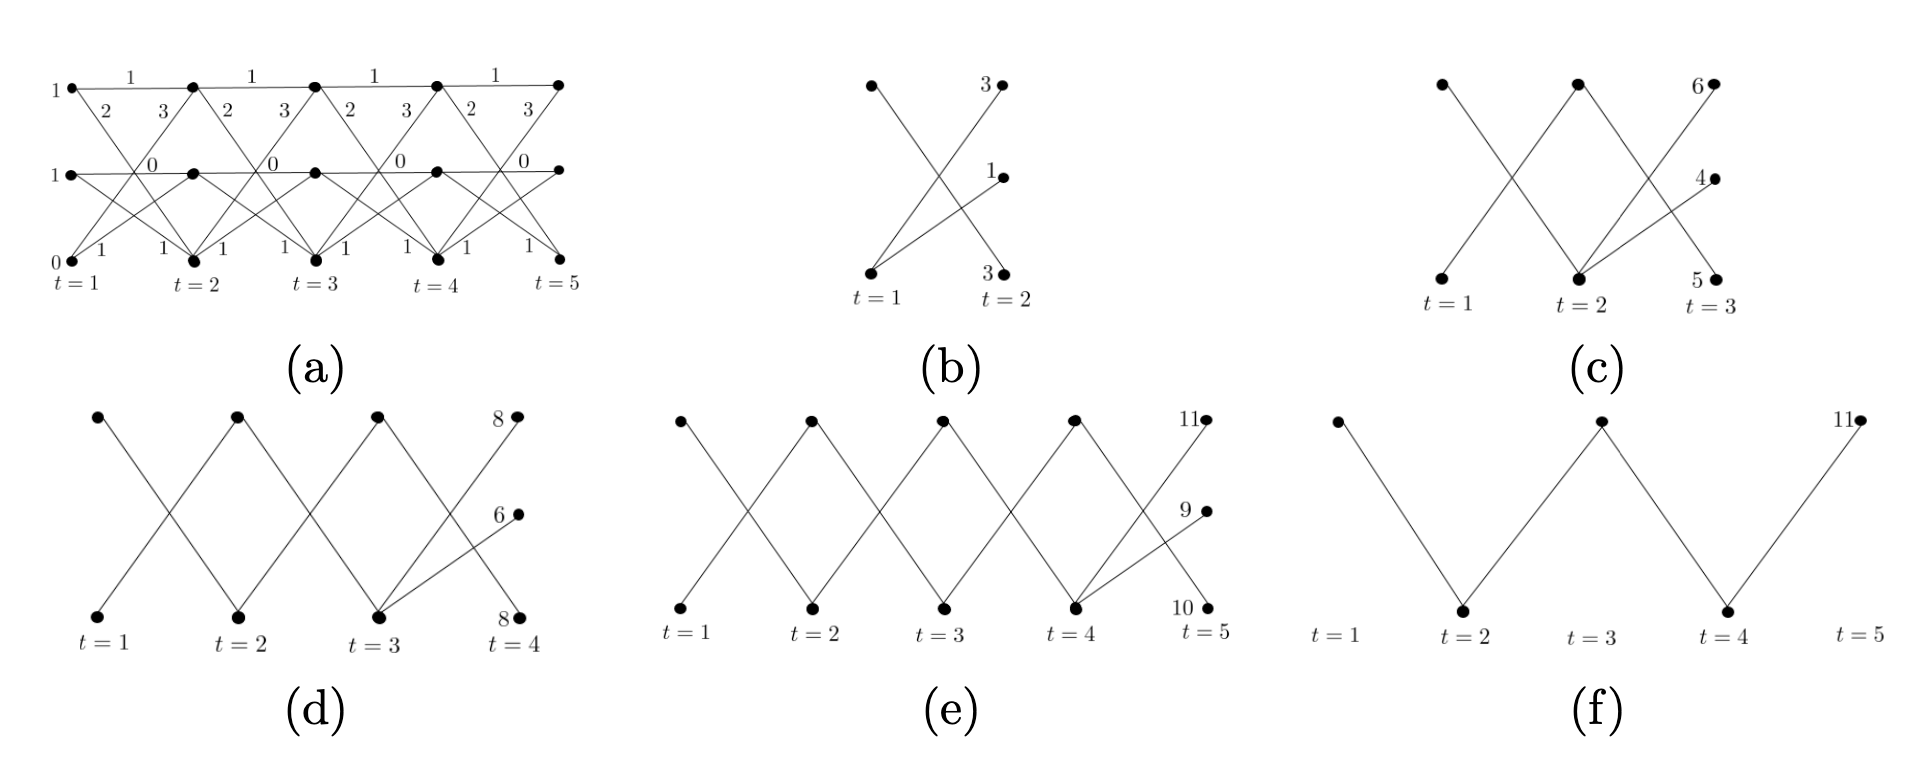 1 1 1 1 1
2 3 2 3 2 3 2 3
3
6
1 0 0 0 0
1
4
0 1 1 1 1 1 1 1 1
3
5
t = 1 t = 2 t = 3 t = 4 t = 5
t = 1 t = 2
t = 1 t = 2 t = 3
(a) (b) (c)
8
11
11
6
9
8
10
t = 1 t = 2 t = 3 t = 4
t = 1 t = 2 t = 3 t = 4 t = 5
t = 1 t = 2 t = 3 t = 4 t = 5
(d) (e) (f)